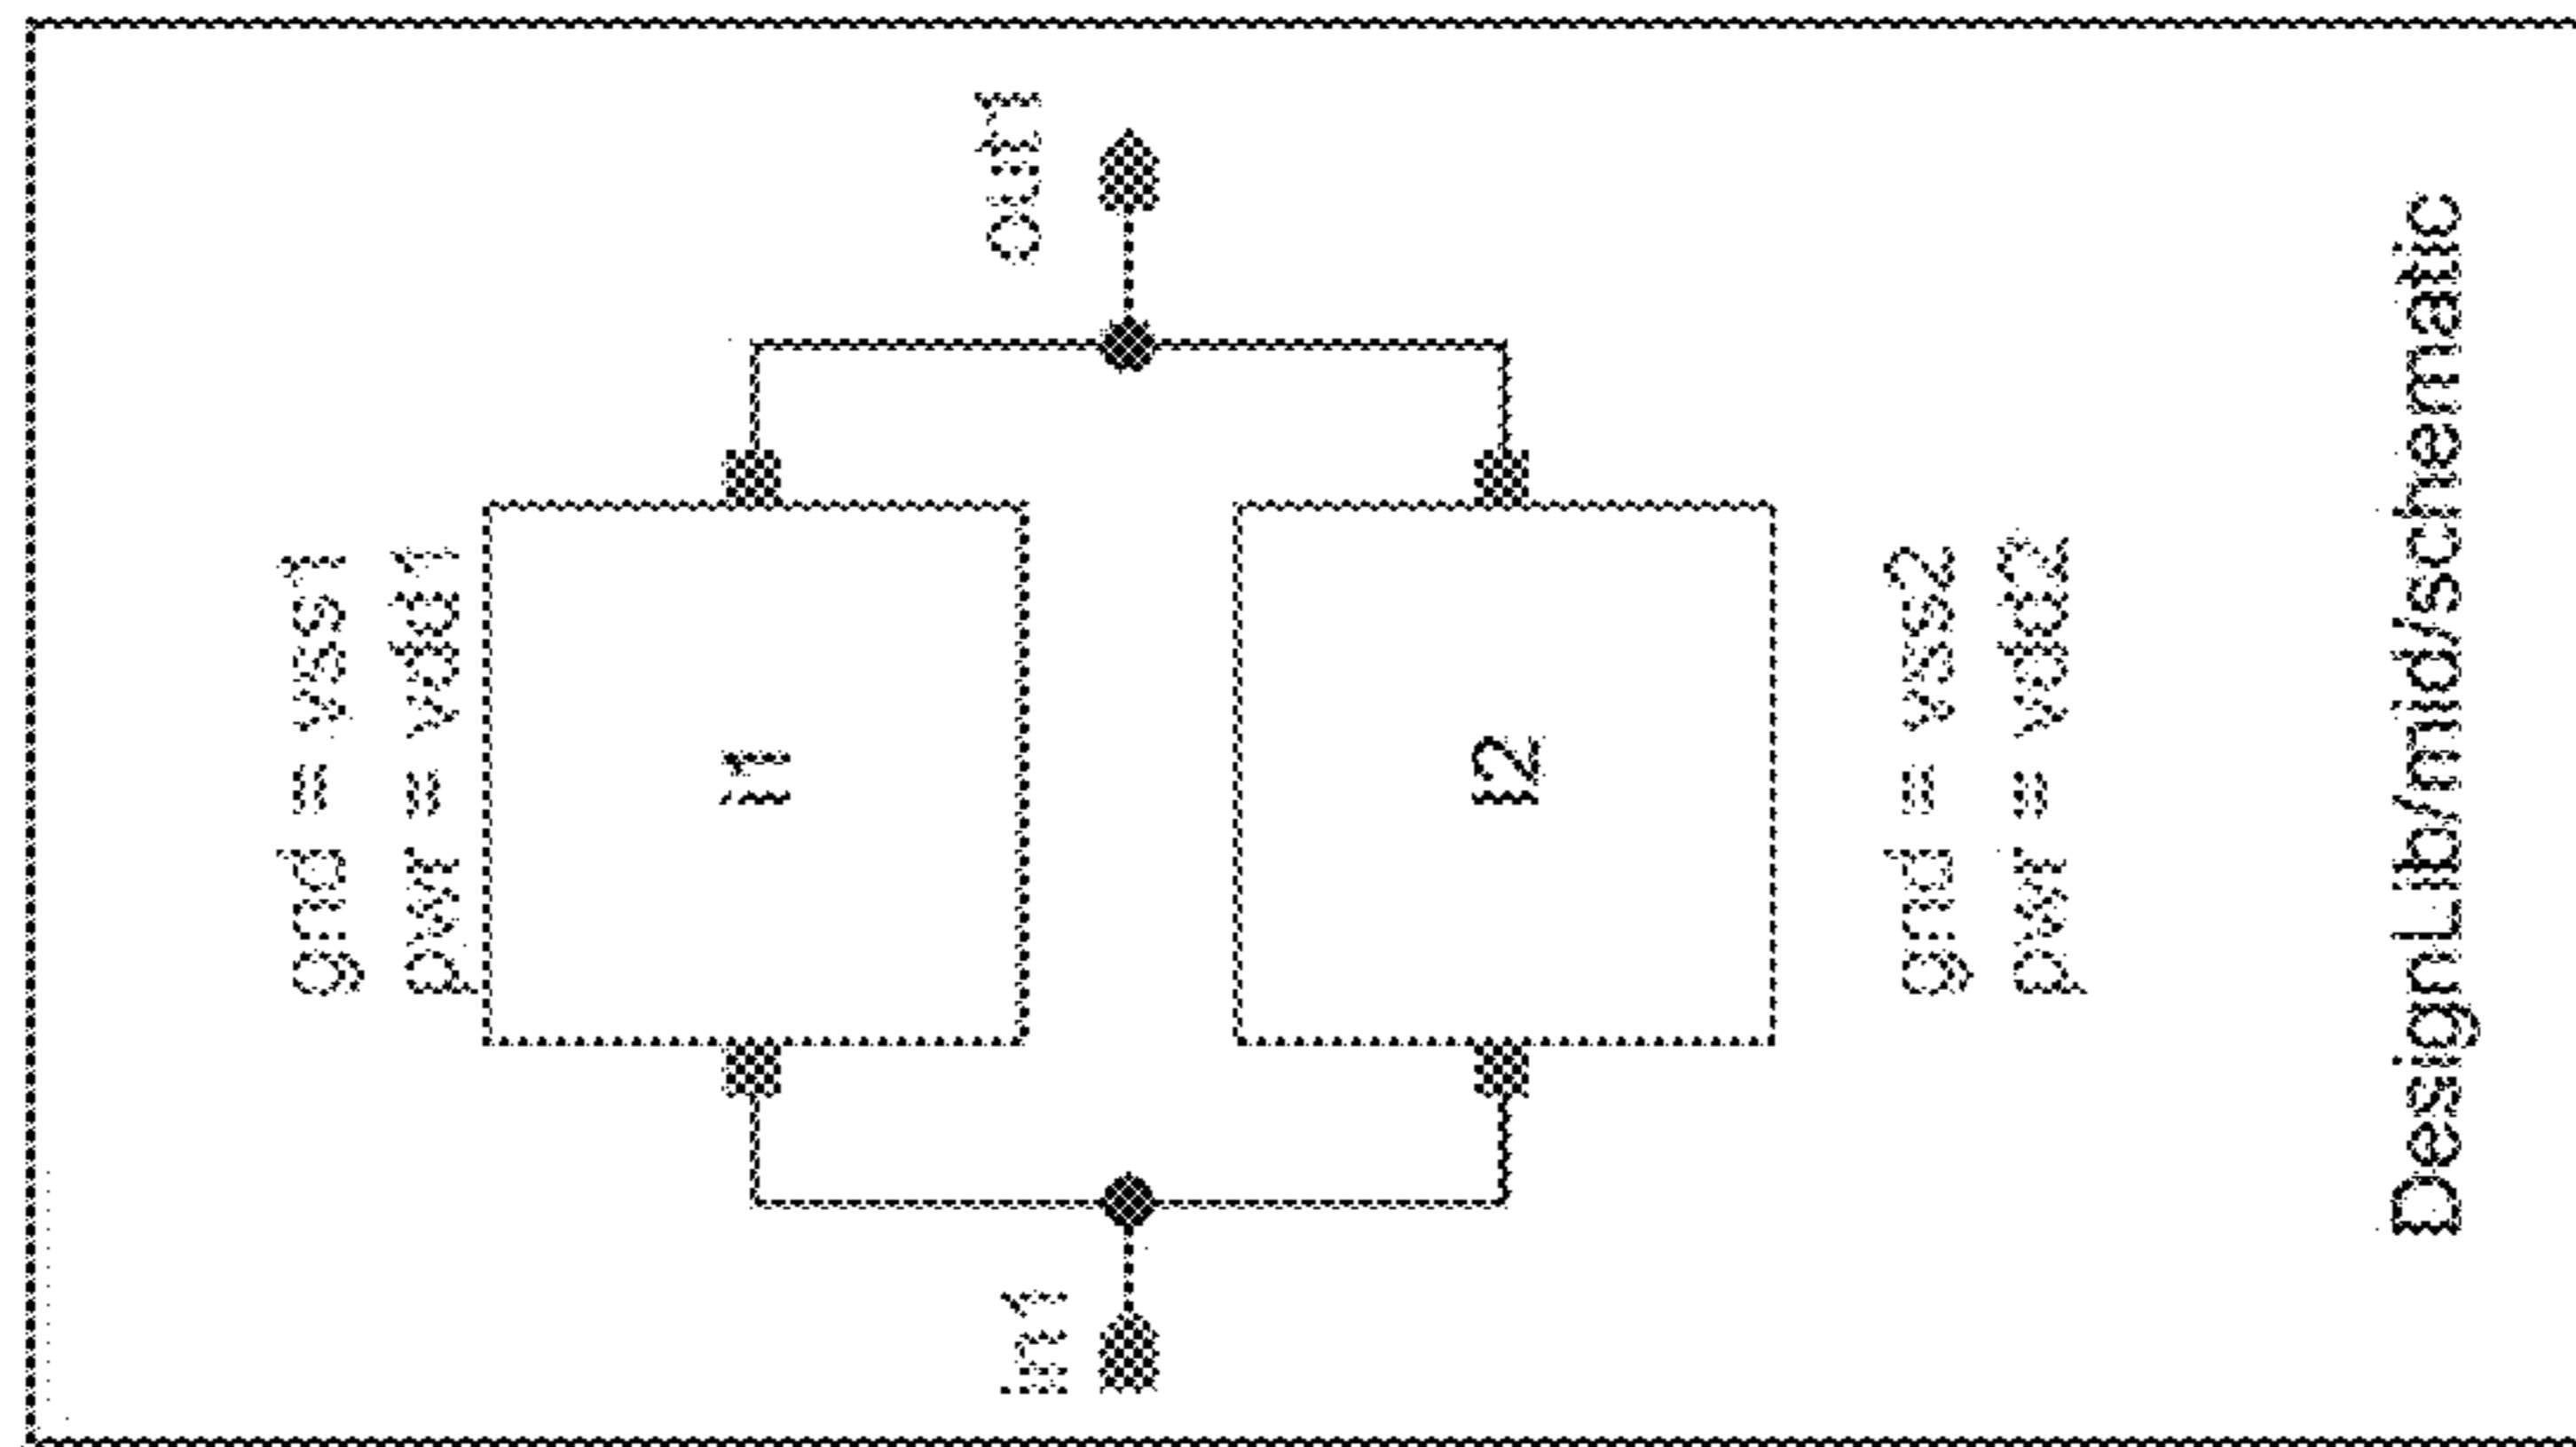 gnd = vss1
pwr = vdd1
I1
in1
out1
I2
gnd = vss2
pwr = vdd2
DesignLib/mid/schematic